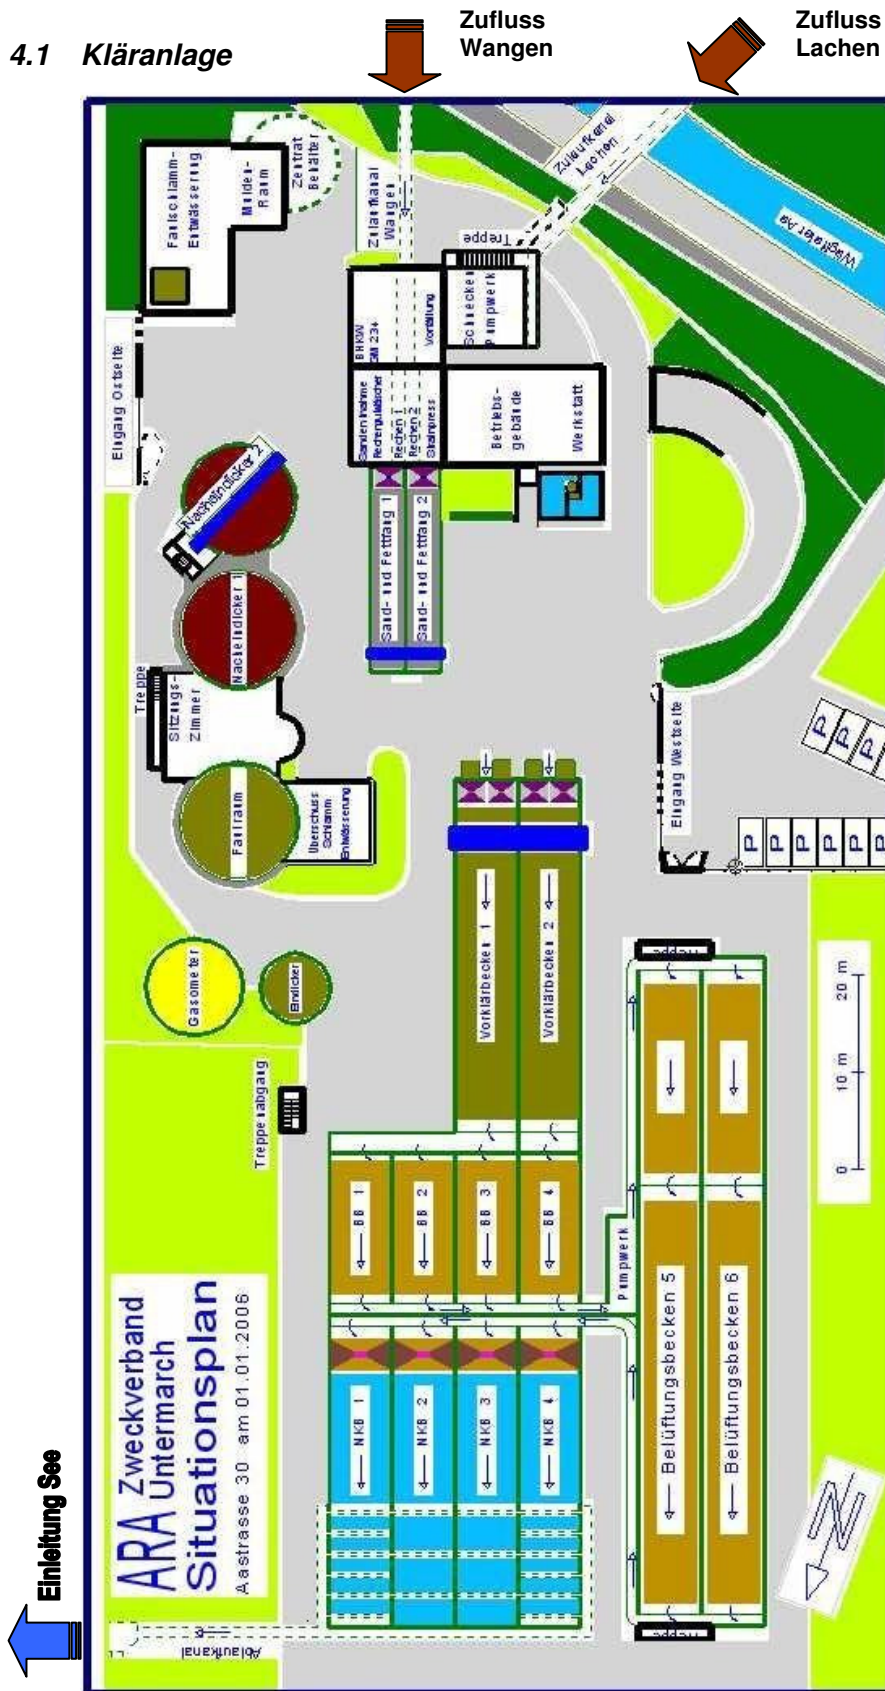 4.1 Kläranlage
Zufluss
Wangen
Zufluss
Lachen
Faulschlamm-
Entwässerung
Mulden-
Raum
Zentrat
Behälter
Zulaufkanal
Wangen
Zulaufkanal
Lachen
Wägitaler Aa
Treppe
Schnecken
Pumpwerk
BHKW
Vorfällung
Eingang Ostseite
Rechen 1
Rechen 2
Betriebs-
gebäude
Werkstatt
Nacheindicker 2
Nacheindicker 1
Sand- und Fettfang 1
Sand- und Fettfang 2
Treppe
Sitzungs-
Zimmer
Faulraum
Überschuss
Schlamm
Entwässerung
Eingang Westseite
P
P
P
P
P
P
P
P
P
P
Gasometer
Eindicker
Vorklärbecken 1
Vorklärbecken 2
Treppe
20 m
10 m
0
Treppenabgang
BB 1
BB 2
BB 3
BB 4
Pumpwerk
Belüftungsbecken 5
Belüftungsbecken 6
NKB 1
NKB 2
NKB 3
NKB 4
ARA Zweckverband
Untermarch
Situationsplan
Aastrasse 30 am 01.01.2006
Einleitung See
Ablaufkanal
Treppe
N